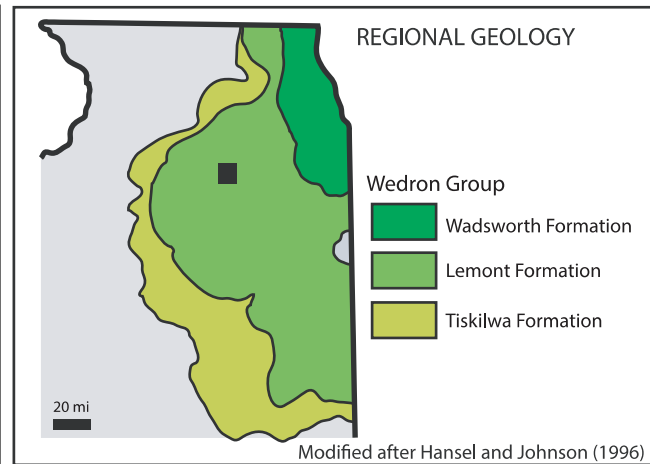 REGIONAL GEOLOGY
Wedron Group
Wadsworth Formation
Lemont Formation
Tiskilwa Formation
20 mi
Modified after Hansel and Johnson (1996)